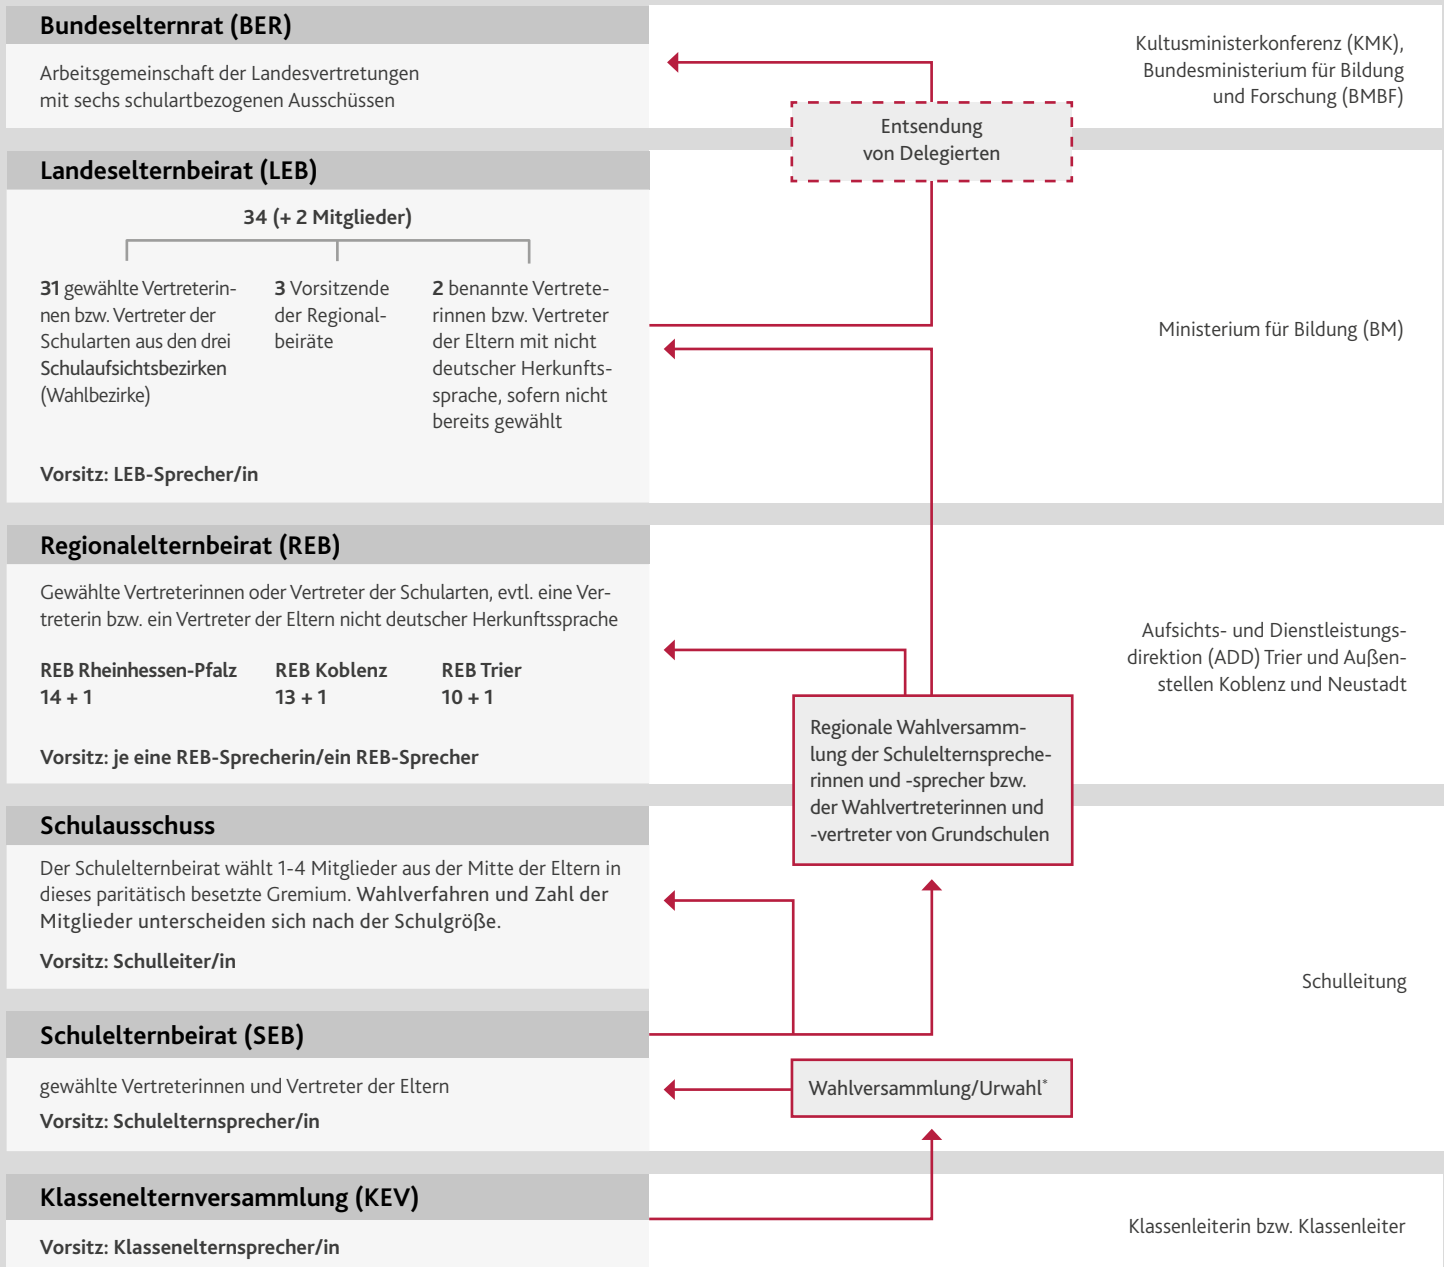 Bundeselternrat (BER)
Arbeitsgemeinschaft der Landesvertretungen
mit sechs schulartbezogenen Ausschüssen
Kultusministerkonferenz (KMK),
Bundesministerium für Bildung
und Forschung (BMBF)
Entsendung
von Delegierten
Landeselternbeirat (LEB)
34 (+ 2 Mitglieder)
31 gewählte Vertreterin-
nen bzw. Vertreter der
Schularten aus den drei
Schulaufsichtsbezirken
(Wahlbezirke)
3 Vorsitzende
der Regional-
beiräte
2 benannte Vertrete-
rinnen bzw. Vertreter
der Eltern mit nicht
deutscher Herkunfts-
sprache, sofern nicht
bereits gewählt
Vorsitz: LEB-Sprecher/in
Ministerium für Bildung (BM)
Regionalelternbeirat (REB)
Gewählte Vertreterinnen oder Vertreter der Schularten, evtl. eine Ver-
treterin bzw. ein Vertreter der Eltern nicht deutscher Herkunftssprache
REB Rheinhessen-Pfalz
14 + 1
REB Koblenz
13 + 1
REB Trier
10 + 1
Vorsitz: je eine REB-Sprecherin/ein REB-Sprecher
Aufsichts- und Dienstleistungs-
direktion (ADD) Trier und Außen-
stellen Koblenz und Neustadt
Regionale Wahlversamm-
lung der Schulelternspreche-
rinnen und -sprecher bzw.
der Wahlvertreterinnen und
-vertreter von Grundschulen
Schulausschuss
Der Schulelternbeirat wählt 1-4 Mitglieder aus der Mitte der Eltern in
dieses paritätisch besetzte Gremium. Wahlverfahren und Zahl der
Mitglieder unterscheiden sich nach der Schulgröße.
Vorsitz: Schulleiter/in
Schulleitung
Schulelternbeirat (SEB)
gewählte Vertreterinnen und Vertreter der Eltern
Vorsitz: Schulelternsprecher/in
Wahlversammlung/Urwahl*
Klassenelternversammlung (KEV)
Vorsitz: Klassenelternsprecher/in
Klassenleiterin bzw. Klassenleiter